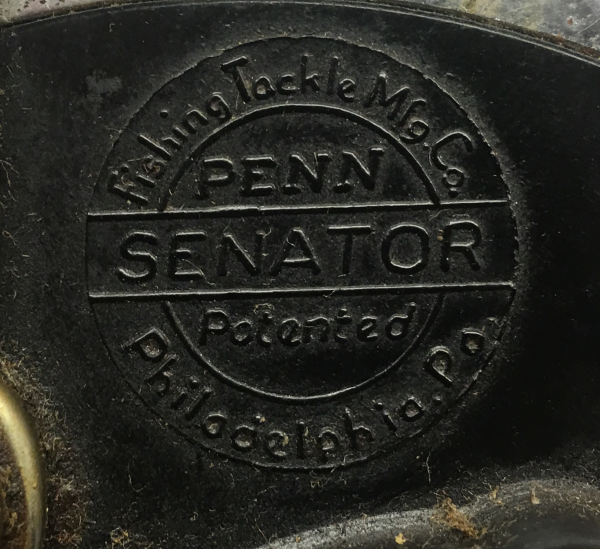 Fishing Tackle Mfg. Co.
PENN
SENATOR
Patented
Philadelphia, Pa.